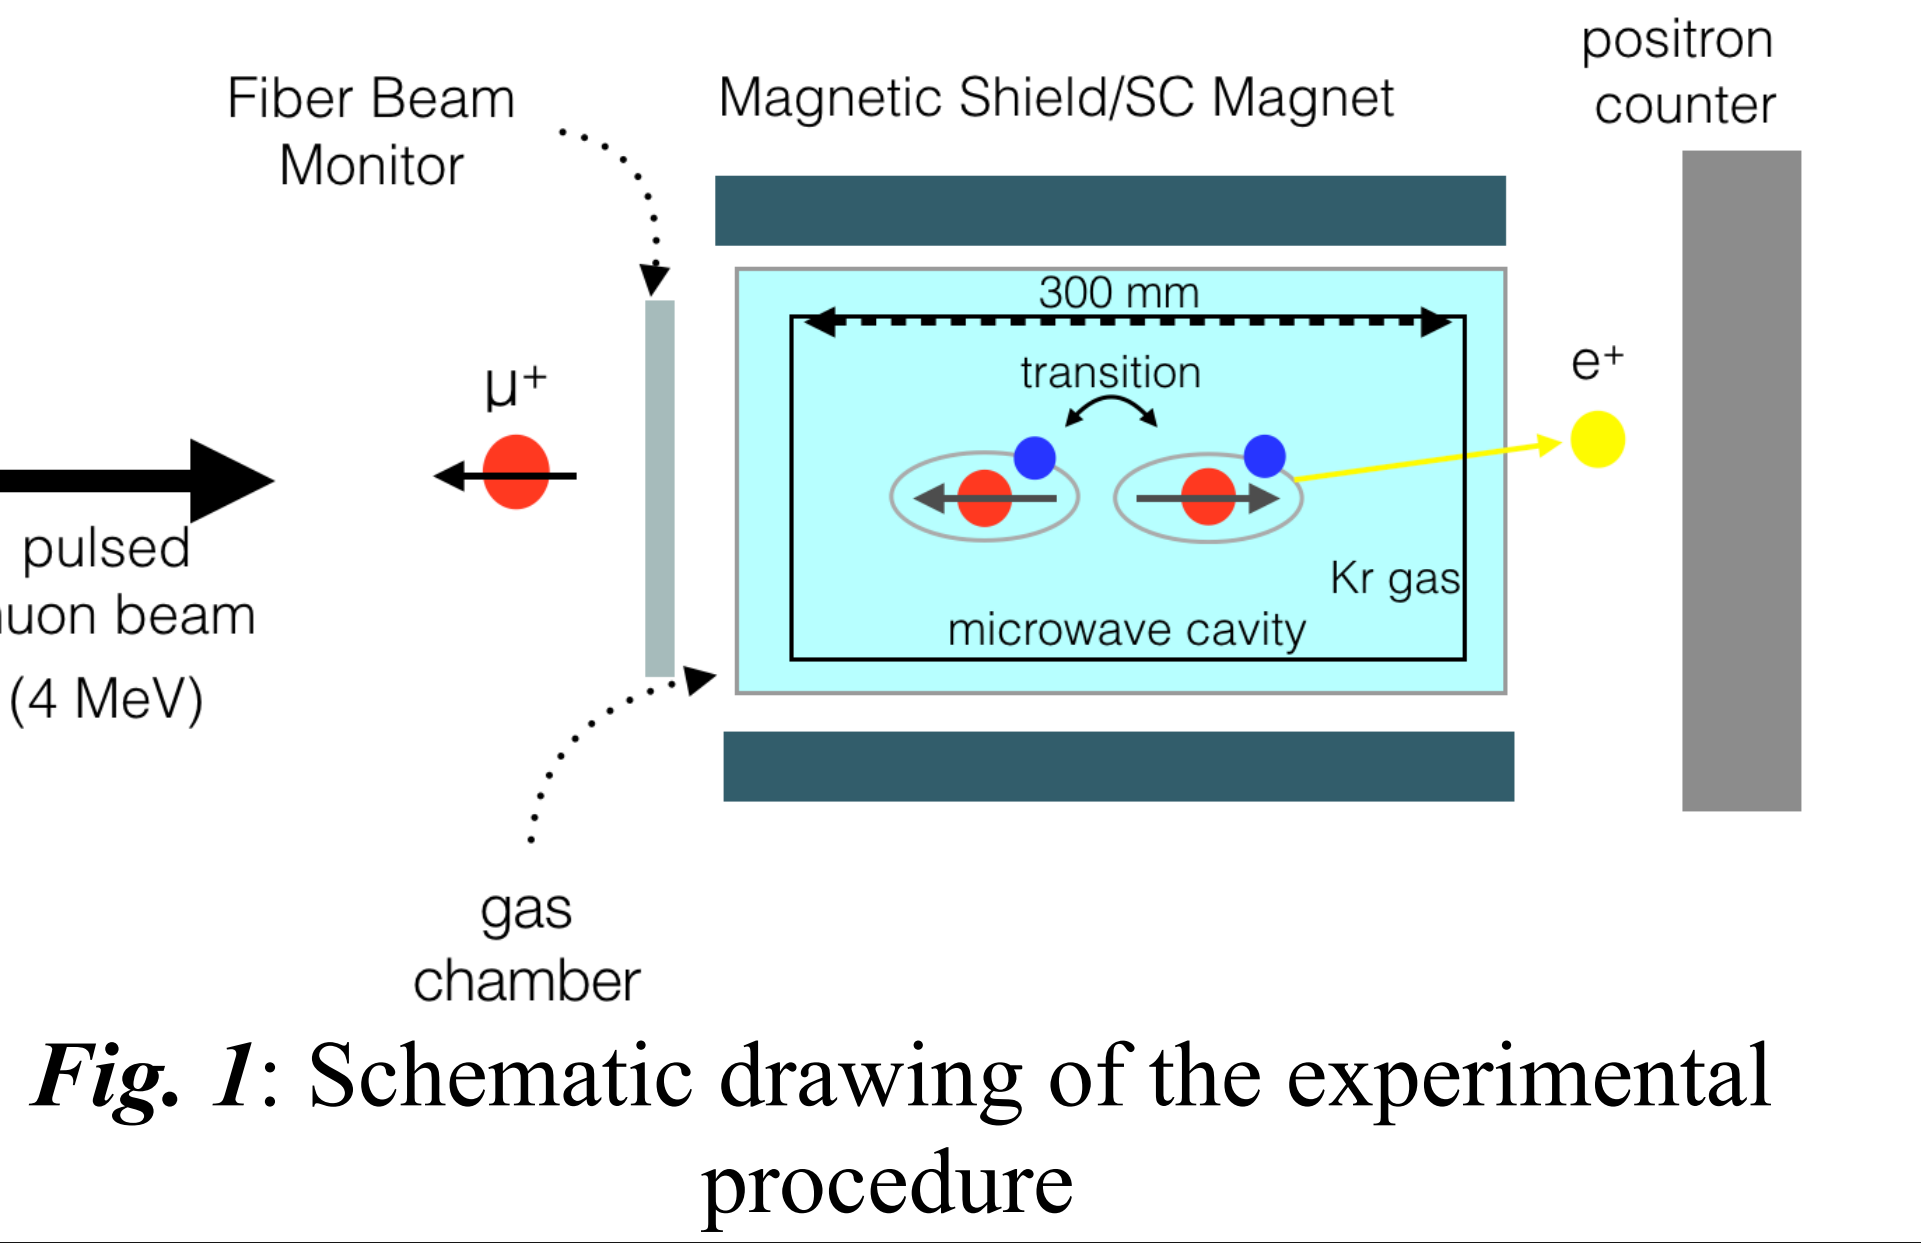 positron
counter
Fiber Beam
Monitor
Magnetic Shield/SC Magnet
300 mm
transition
μ⁺
e⁺
pulsed
beam
(4 MeV)
Kr gas
microwave cavity
gas
chamber
Fig. 1: Schematic drawing of the experimental
procedure